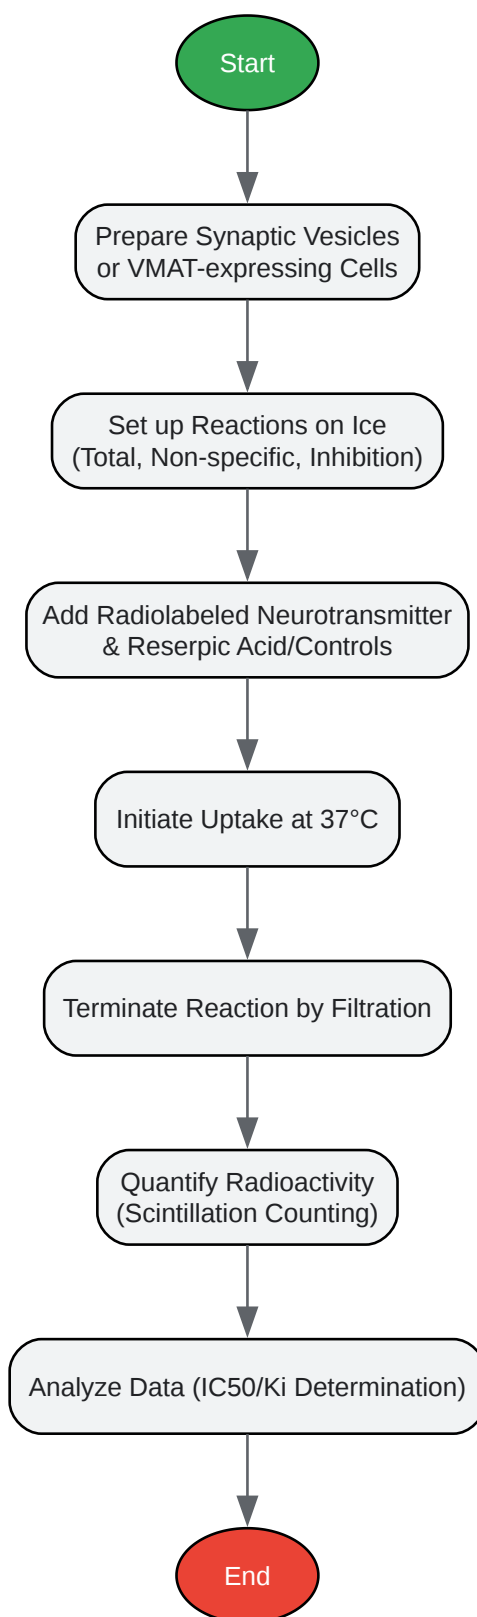 Start
Prepare Synaptic Vesicles
or VMAT-expressing Cells
Set up Reactions on Ice
(Total, Non-specific, Inhibition)
Add Radiolabeled Neurotransmitter
& Reserpic Acid/Controls
Initiate Uptake at 37°C
Terminate Reaction by Filtration
Quantify Radioactivity
(Scintillation Counting)
Analyze Data (IC50/Ki Determination)
End